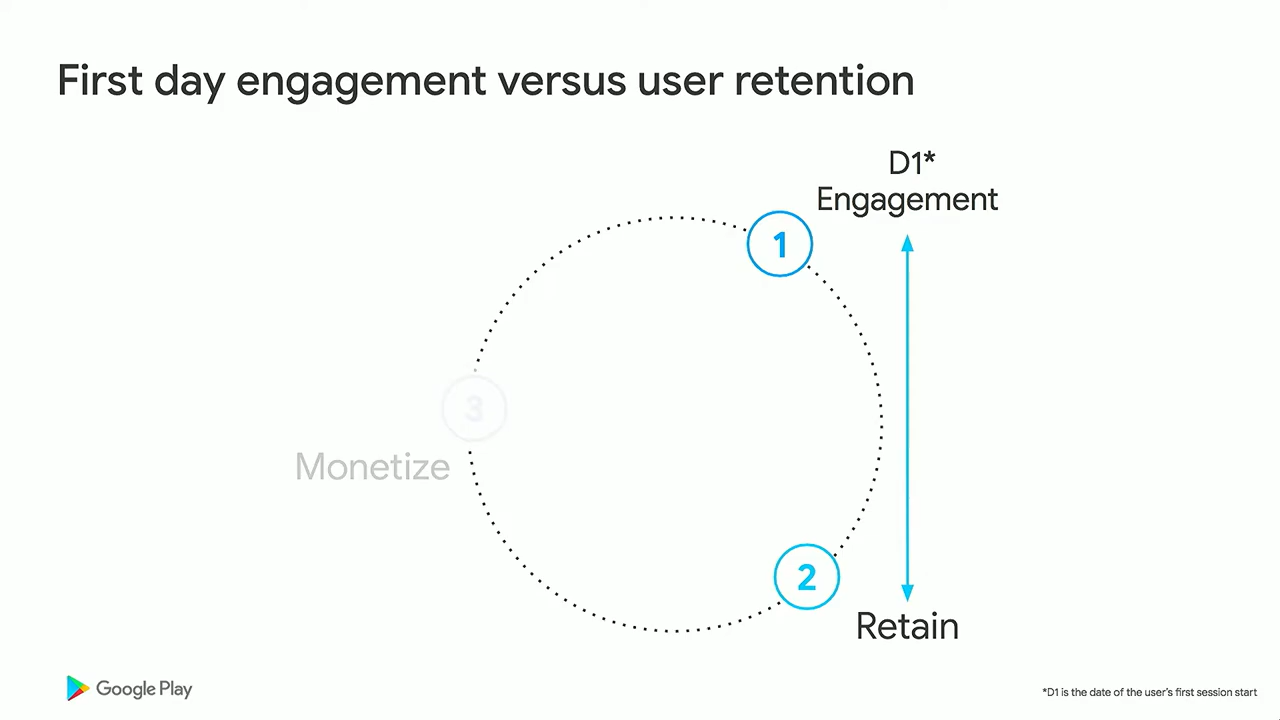 First day engagement versus user retention
D1*
Engagement
1
3
Monetize
2
Retain
Google Play
*D1 is the date of the user's first session start